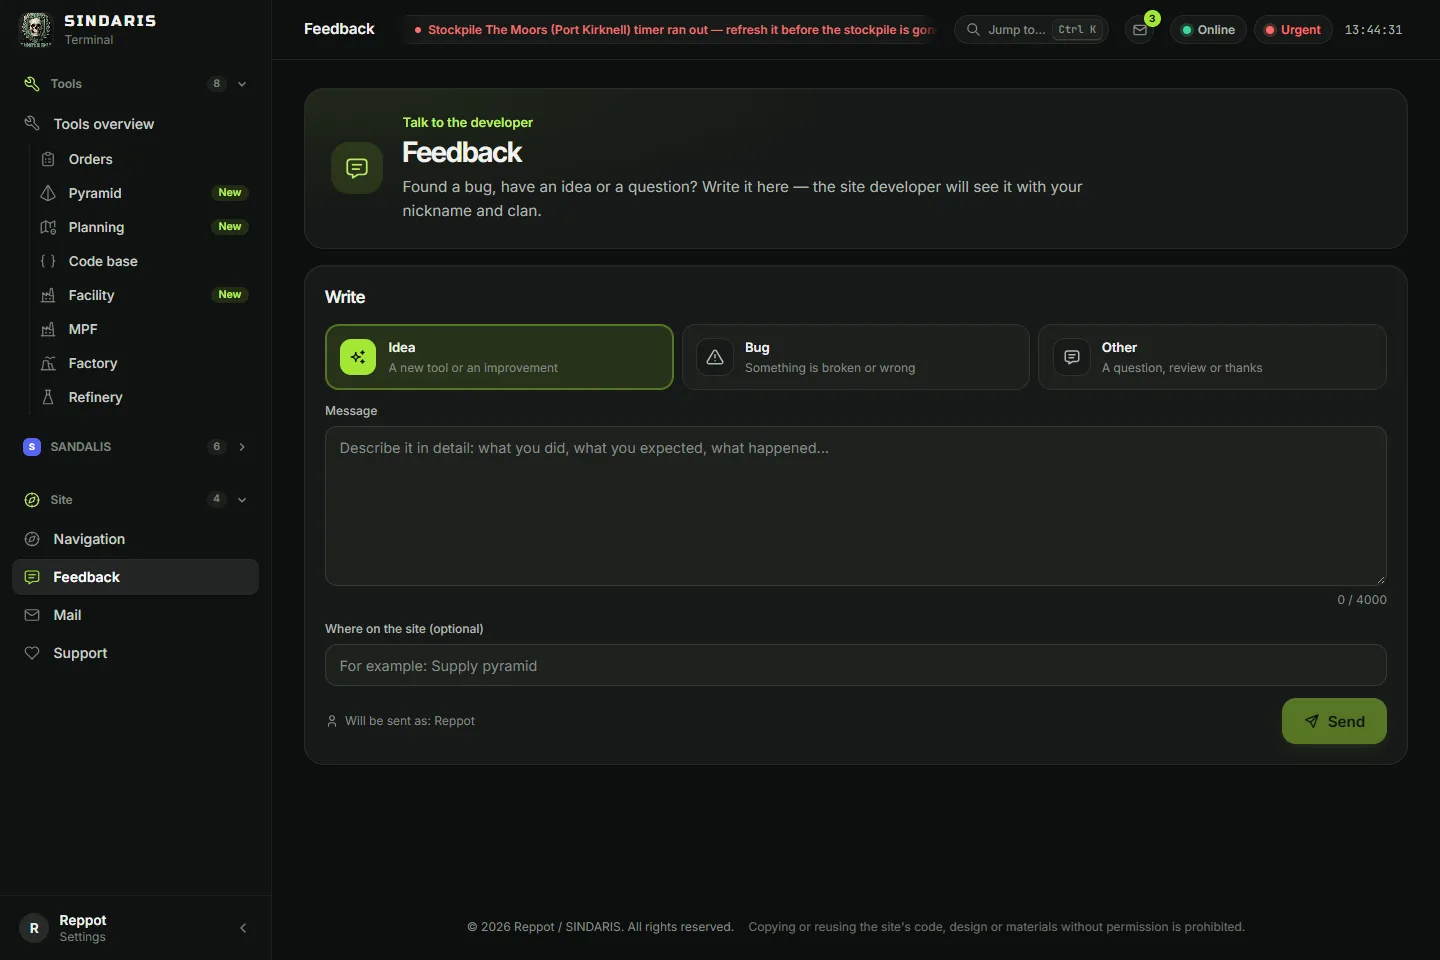 SINDARIS
Terminal
Tools 8
Tools overview
Orders
Pyramid New
Planning New
Code base
Facility New
MPF
Factory
Refinery
S SANDALIS 6
Site 4
Navigation
Feedback
Mail
Support
R Reppot
Settings
Feedback
Stockpile The Moors (Port Kirknell) timer ran out — refresh it before the stockpile is gon
Jump to... Ctrl K
3
Online
Urgent
13:44:31
Talk to the developer
Feedback
Found a bug, have an idea or a question? Write it here — the site developer will see it with your
nickname and clan.
Write
Idea
A new tool or an improvement
Bug
Something is broken or wrong
Other
A question, review or thanks
Message
Describe it in detail: what you did, what you expected, what happened...
0 / 4000
Where on the site (optional)
For example: Supply pyramid
Will be sent as: Reppot
Send
© 2026 Reppot / SINDARIS. All rights reserved. Copying or reusing the site's code, design or materials without permission is prohibited.